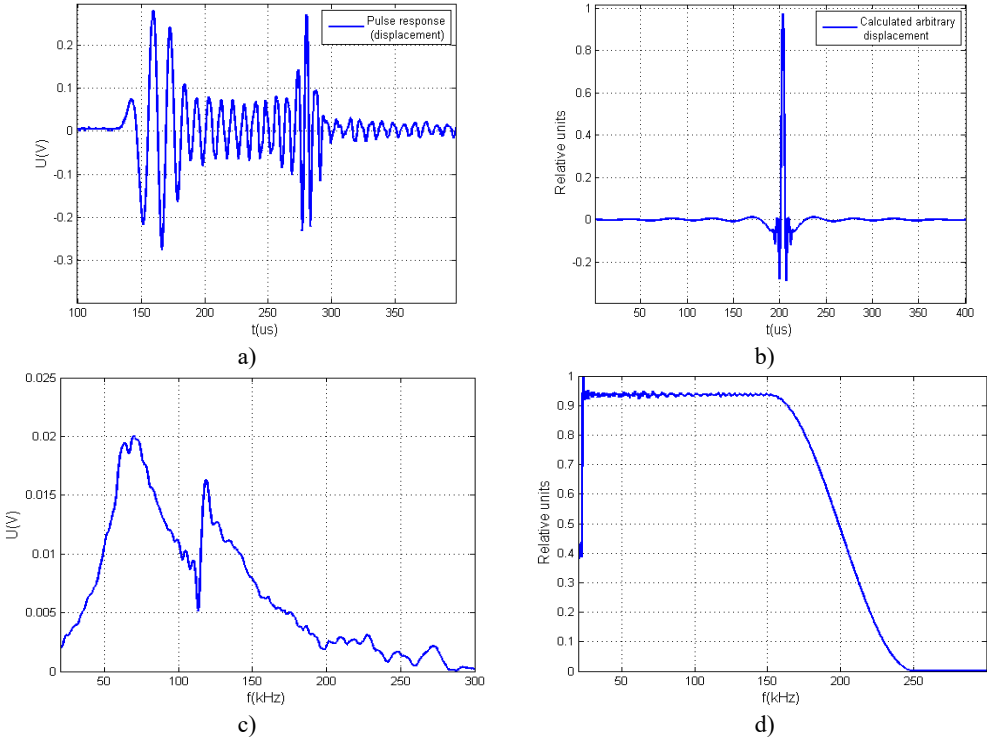 Pulse response
(displacement)
0.2
0.1
0
-0.1
-0.2
-0.3
U(V)
100 150 200 250 300 350
t(us)
a)
Calculated arbitrary
displacement
1
0.8
0.6
0.4
0.2
0
-0.2
Relative units
50 100 150 200 250 300 350 400
t(us)
b)
0.025
0.02
0.015
0.01
0.005
0
U(V)
50 100 150 200 250 300
f(kHz)
c)
1
0.9
0.8
0.7
0.6
0.5
0.4
0.3
0.2
0.1
0
Relative units
50 100 150 200 250
f(kHz)
d)